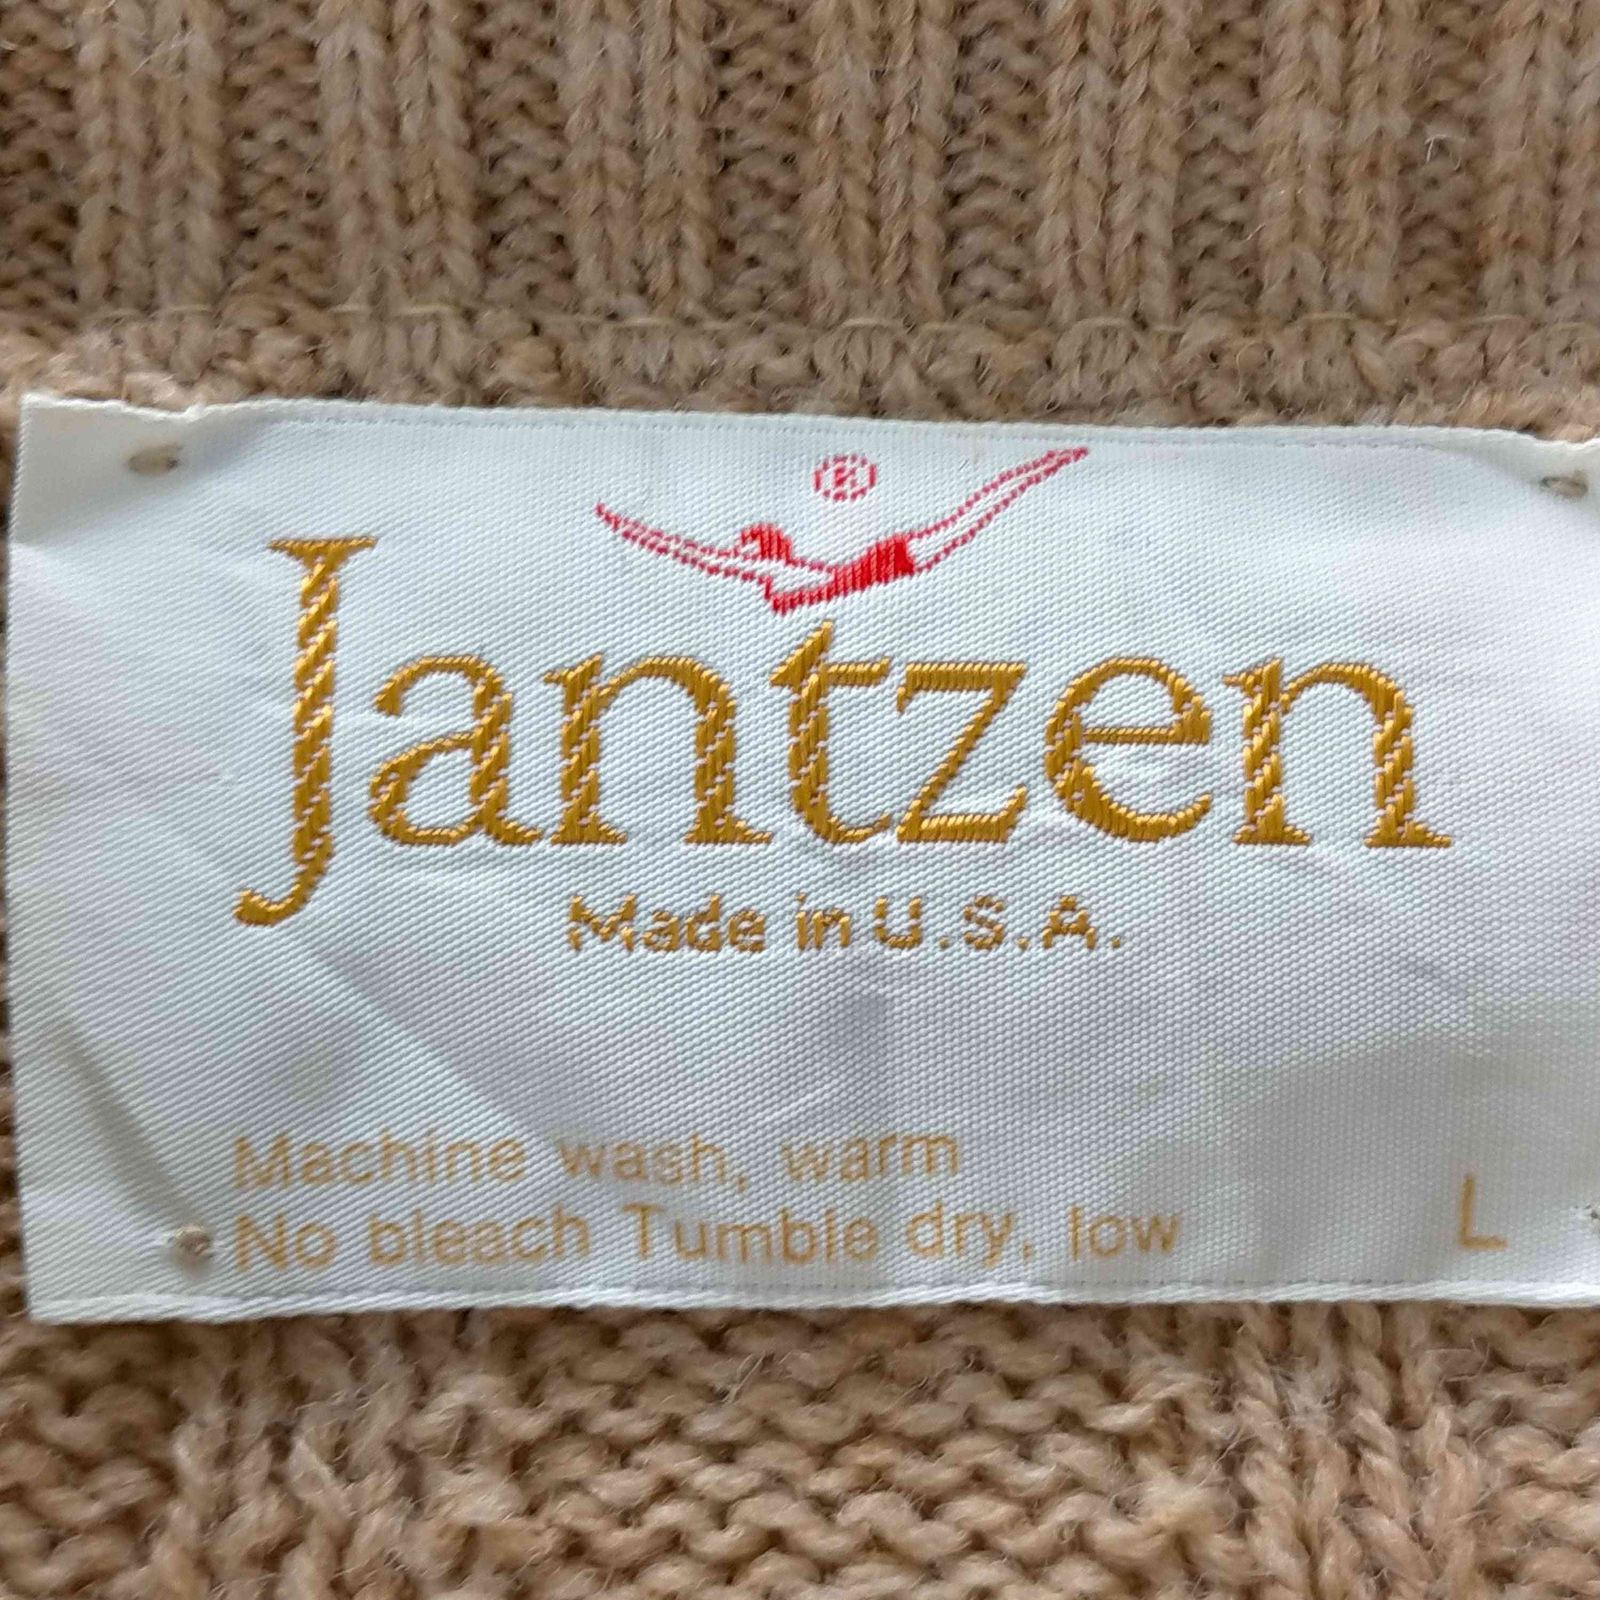 ®
Jantzen
Made in U.S.A.
Machine wash, warm
No bleach Tumble dry, low L